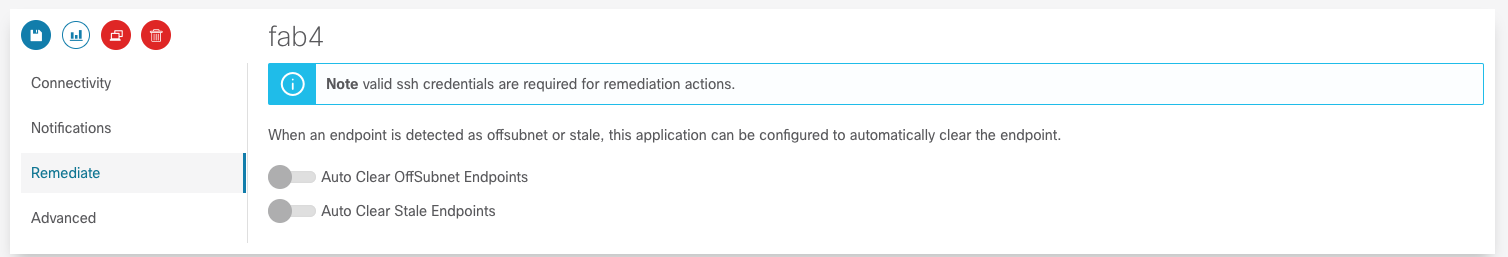 fab4
Connectivity
Note valid ssh credentials are required for remediation actions.
Notifications
When an endpoint is detected as offsubnet or stale, this application can be configured to automatically clear the endpoint.
Remediate
Auto Clear OffSubnet Endpoints
Advanced
Auto Clear Stale Endpoints